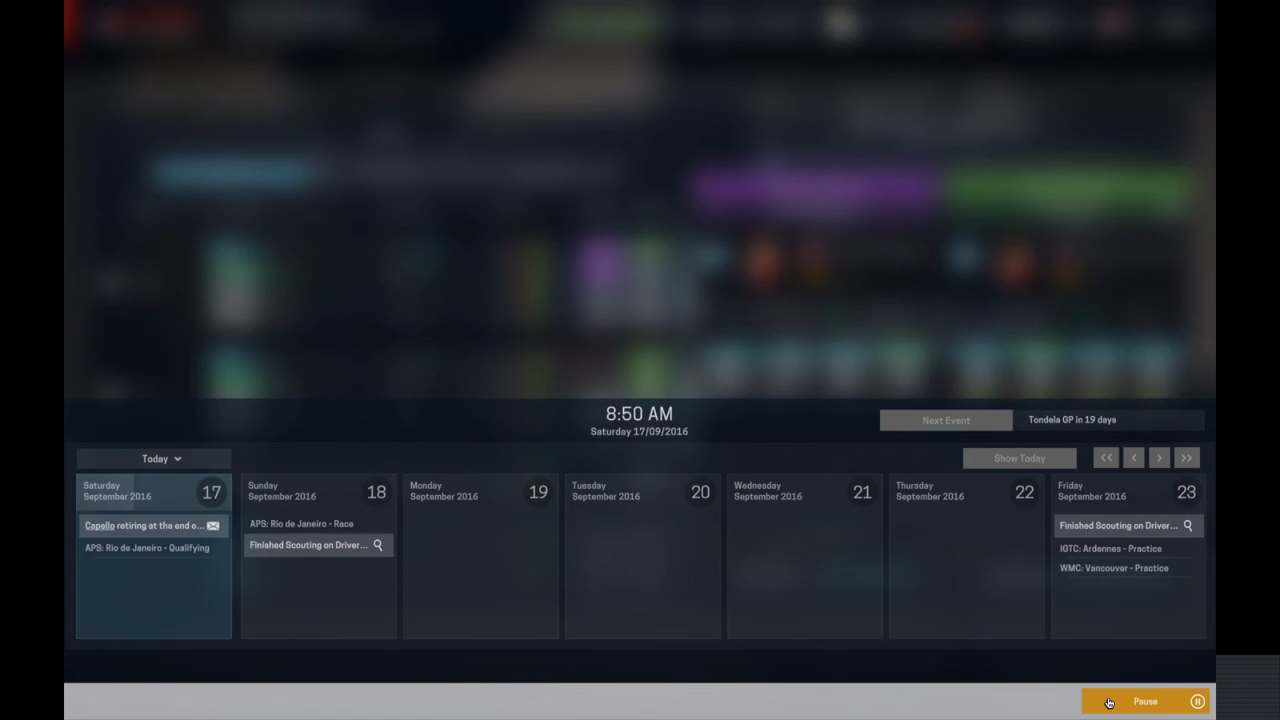 8:50 AM
Saturday 17/09/2016
Next Event
Tondela GP in 19 days
Today
Show Today
<< < > >>
Saturday
September 2016
17
Capello retiring at the end o...
APS: Rio de Janeiro - Qualifying
Sunday
September 2016
18
APS: Rio de Janeiro - Race
Finished Scouting on Driver...
Monday
September 2016
19
Tuesday
September 2016
20
Wednesday
September 2016
21
Thursday
September 2016
22
Friday
September 2016
23
Finished Scouting on Driver...
IGTC: Ardennes - Practice
WMC: Vancouver - Practice
Pause